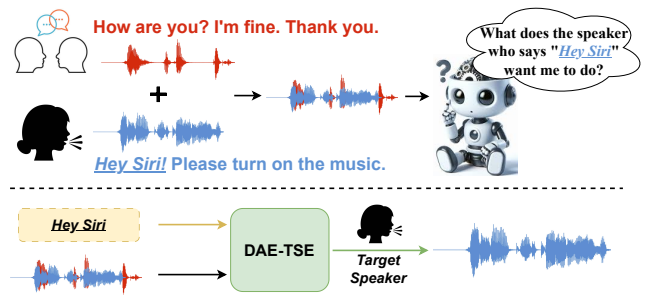 How are you? I'm fine. Thank you.
+
Hey Siri! Please turn on the music.
?
What does the speaker
who says "Hey Siri"
want me to do?
Hey Siri
DAE-TSE
Target
Speaker